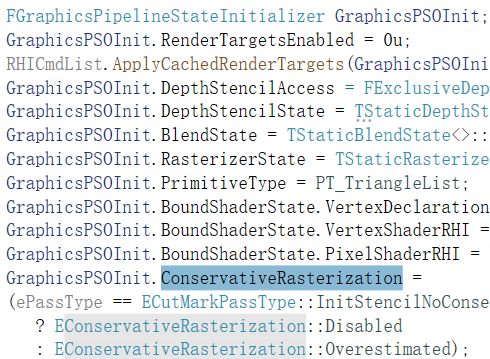 FGraphicsPipelineStateInitializer GraphicsPSOInit;
GraphicsPSOInit.RenderTargetsEnabled = 0u;
RHICmdList.ApplyCachedRenderTargets(GraphicsPSOIni
GraphicsPSOInit.DepthStencilAccess = FExclusiveDep
GraphicsPSOInit.DepthStencilState = TStaticDepthSt
GraphicsPSOInit.BlendState = TStaticBlendState<>::
GraphicsPSOInit.RasterizerState = TStaticRasterize
GraphicsPSOInit.PrimitiveType = PT_TriangleList;
GraphicsPSOInit.BoundShaderState.VertexDeclaration
GraphicsPSOInit.BoundShaderState.VertexShaderRHI =
GraphicsPSOInit.BoundShaderState.PixelShaderRHI =
GraphicsPSOInit.ConservativeRasterization =
(ePassType == ECutMarkPassType::InitStencilNoConse
? EConservativeRasterization::Disabled
: EConservativeRasterization::Overestimated);